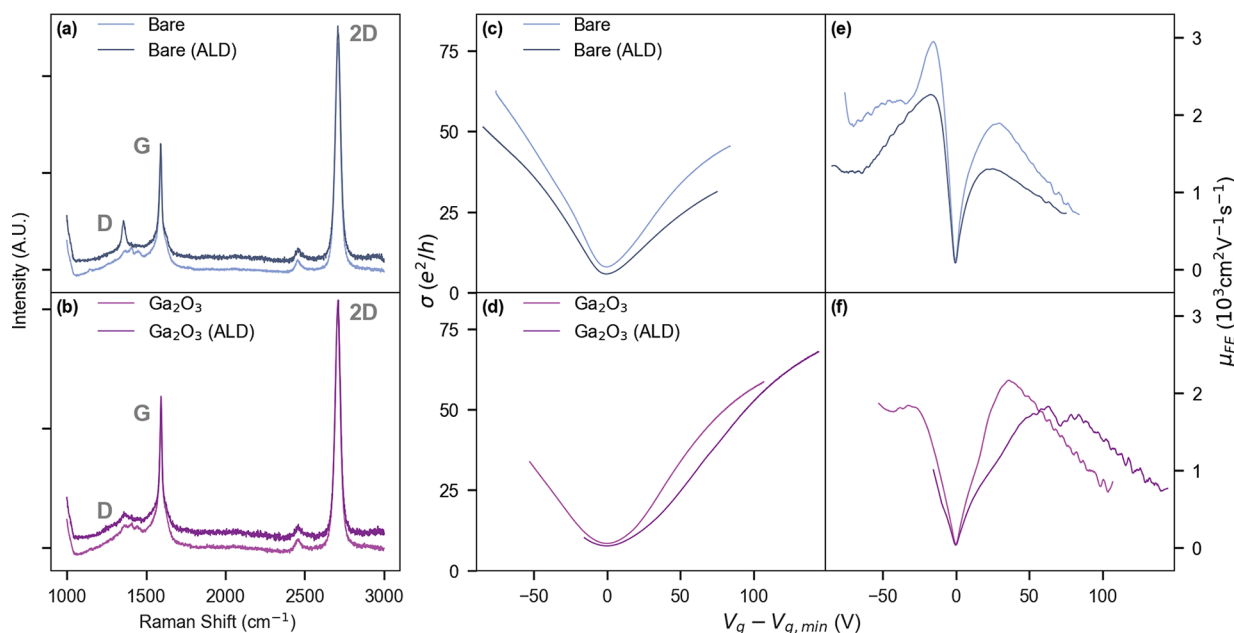 (a)
Bare
Bare (ALD)
D
G
2D
(b)
Ga₂O₃
Ga₂O₃ (ALD)
D
G
2D
Intensity (A.U.)
1000 1500 2000 2500 3000
Raman Shift (cm⁻¹)
(c)
Bare
Bare (ALD)
75
50
25
0
(d)
Ga₂O₃
Ga₂O₃ (ALD)
75
50
25
0
σ (e²/h)
−50 0 50 100
(e)
3
2
1
0
(f)
3
2
1
0
μFE (10³cm²V⁻¹s⁻¹)
−50 0 50 100
Vg − Vg,min (V)